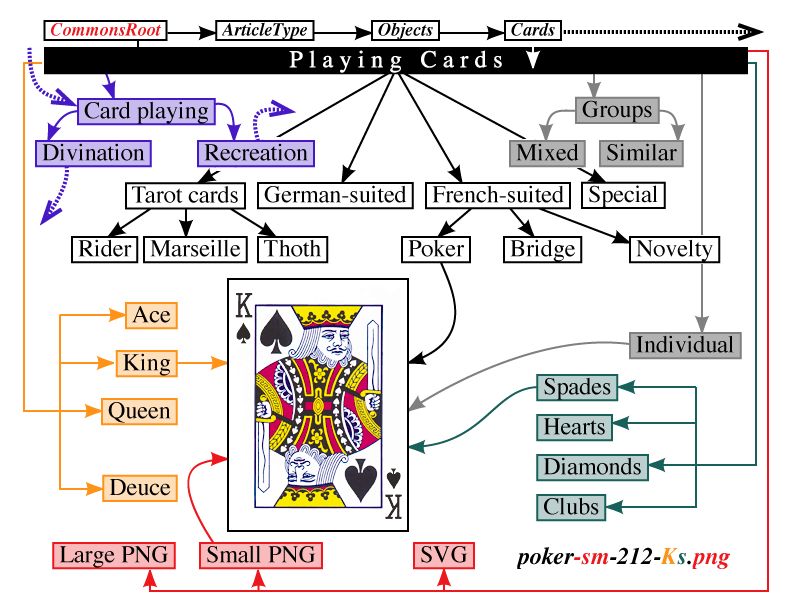 CommonsRoot ArticleType Objects Cards
Playing Cards
Card playing Groups
Divination Recreation Mixed Similar
Tarot cards German-suited French-suited Special
Rider Marseille Thoth Poker Bridge Novelty
K
Ace
Individual
King
Spades
Queen
Hearts
Diamonds
Deuce
Clubs
K
Large PNG Small PNG SVG
poker-sm-212-Ks.png